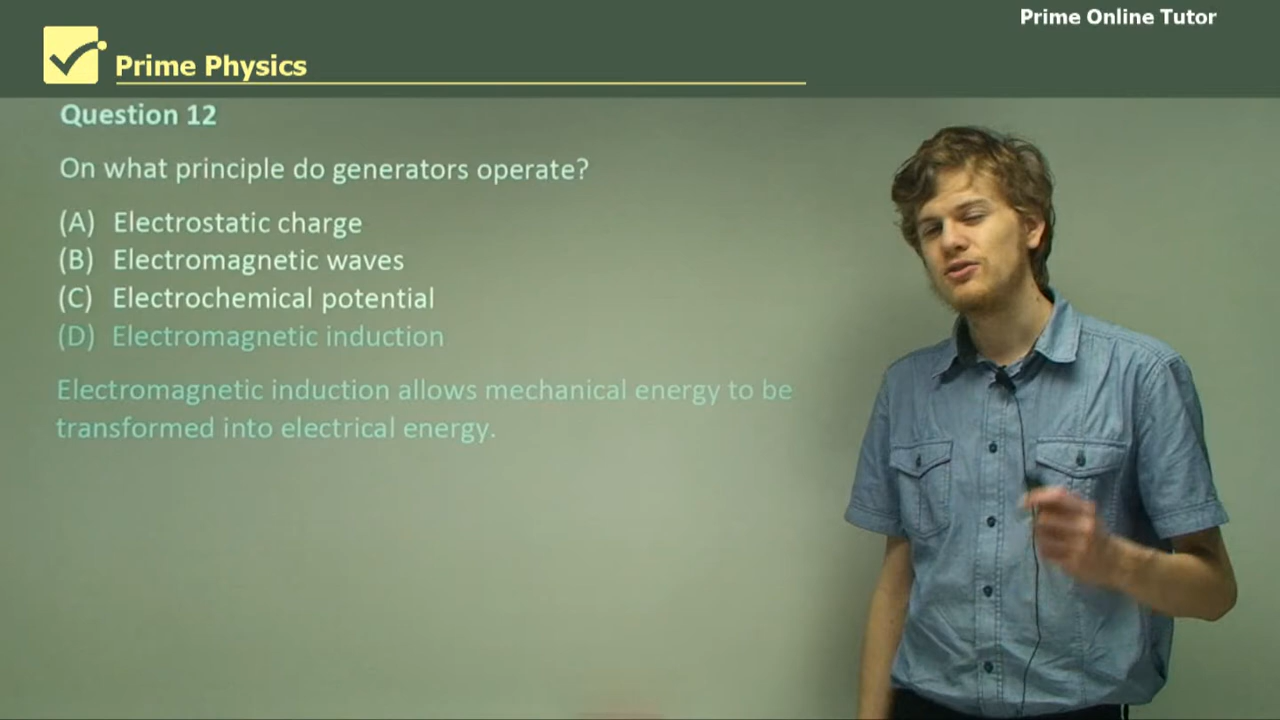 Prime Online Tutor
Prime Physics
Question 12
On what principle do generators operate?
(A) Electrostatic charge
(B) Electromagnetic waves
(C) Electrochemical potential
(D) Electromagnetic induction
Electromagnetic induction allows mechanical energy to be
transformed into electrical energy.